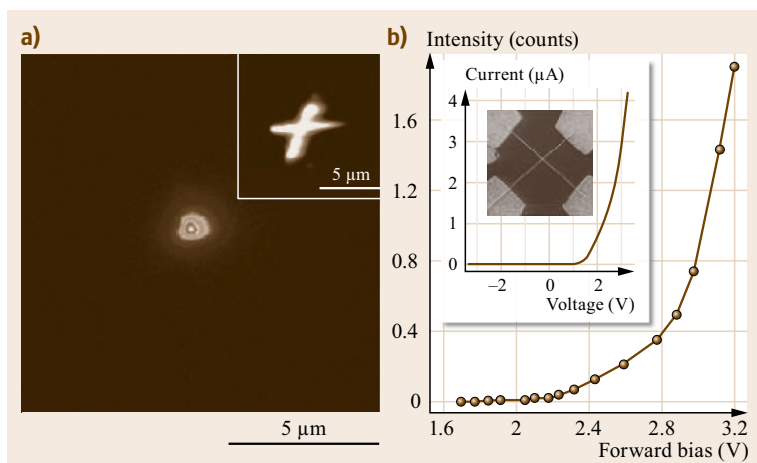 a)
5 µm
5 µm
b)
Intensity (counts)
1.6
1.2
0.8
0.4
0
1.6 2 2.4 2.8 3.2
Forward bias (V)
Current (µA)
4
3
2
1
0
−2 0 2
Voltage (V)